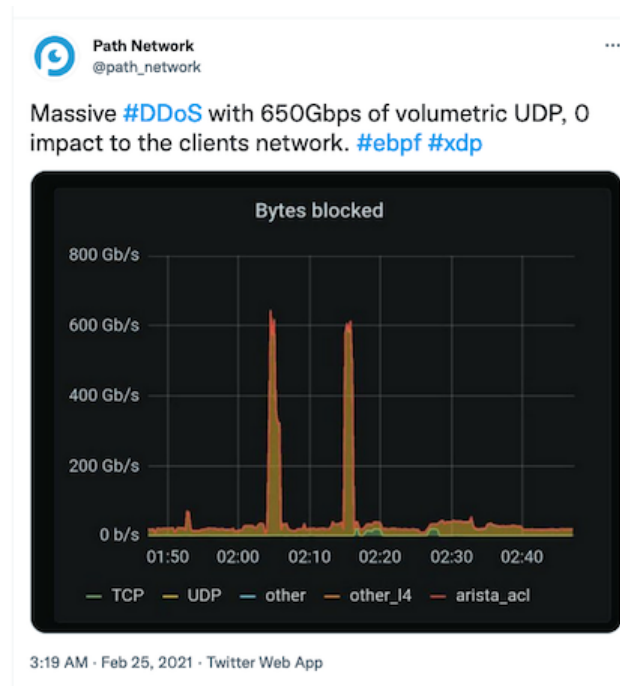 Path Network
@path_network
...
Massive #DDoS with 650Gbps of volumetric UDP, 0
impact to the clients network. #ebpf #xdp
Bytes blocked
800 Gb/s
600 Gb/s
400 Gb/s
200 Gb/s
0 b/s
01:50 02:00 02:10 02:20 02:30 02:40
TCP UDP other other_l4 arista_acl
3:19 AM · Feb 25, 2021 · Twitter Web App